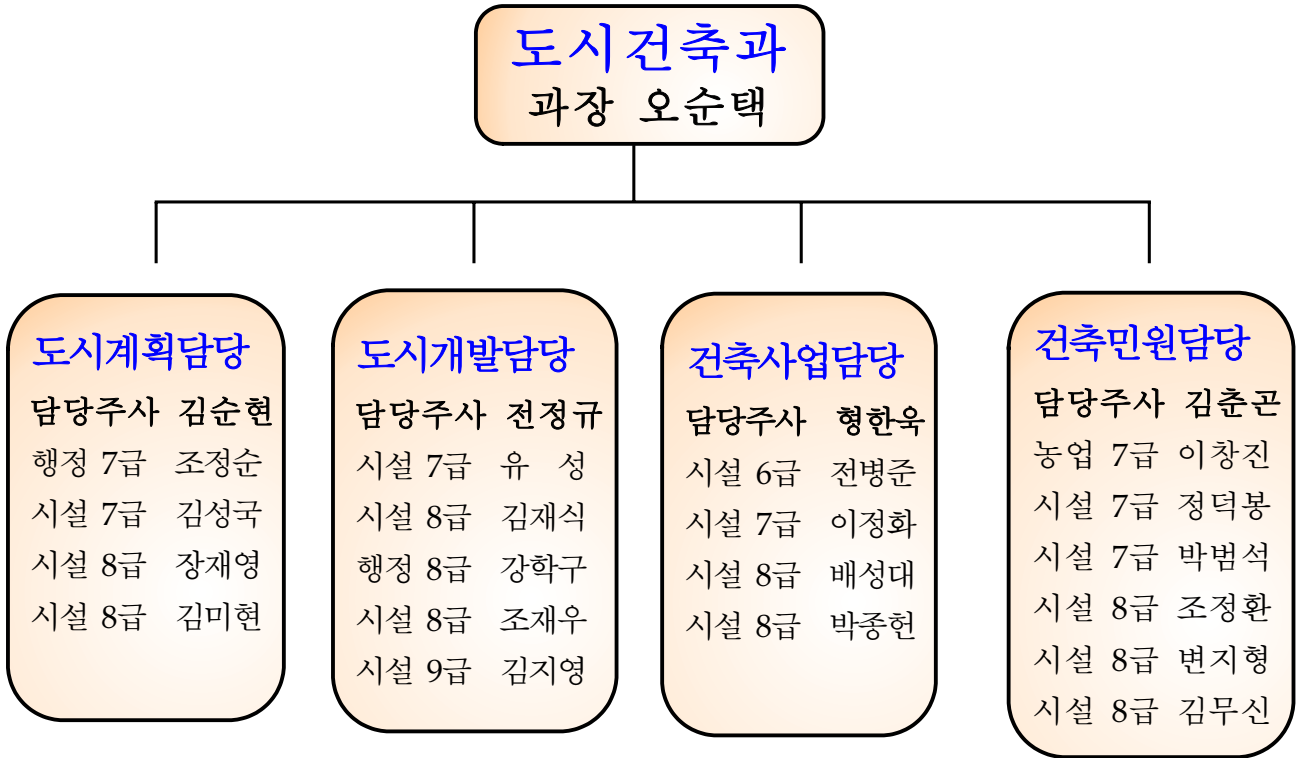 도시건축과
과장 오순택
도시계획담당
담당주사 김순현
행정 7급 조정순
시설 7급 김성국
시설 8급 장재영
시설 8급 김미현
도시개발담당
담당주사 전정규
시설 7급 유 성
시설 8급 김재식
행정 8급 강학구
시설 8급 조재우
시설 9급 김지영
건축사업담당
담당주사 형한욱
시설 6급 전병준
시설 7급 이정화
시설 8급 배성대
시설 8급 박종헌
건축민원담당
담당주사 김춘곤
농업 7급 이창진
시설 7급 정덕봉
시설 7급 박범석
시설 8급 조정환
시설 8급 변지형
시설 8급 김무신